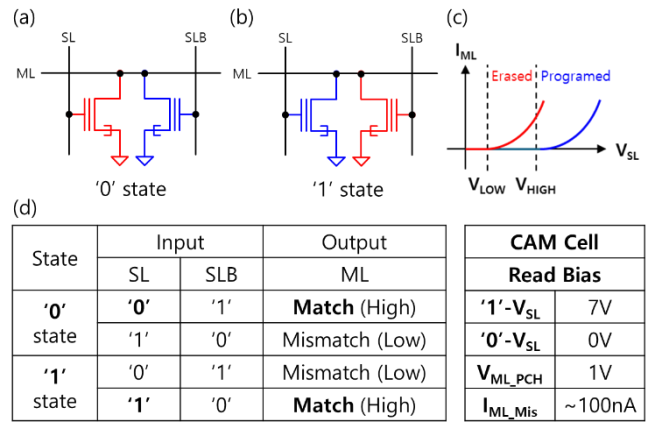 (a)
SL
SLB
ML
'0' state
(b)
SL
SLB
ML
'1' state
(c)
I_ML
Erased
Programed
V_SL
V_LOW
V_HIGH
(d)
State
Input
Output
SL
SLB
ML
'0' state
'0'
'1'
Match (High)
'1'
'0'
Mismatch (Low)
'1' state
'0'
'1'
Mismatch (Low)
'1'
'0'
Match (High)
CAM Cell
Read Bias
'1'-V_SL
7V
'0'-V_SL
0V
V_ML_PCH
1V
I_ML_Mis
~100nA